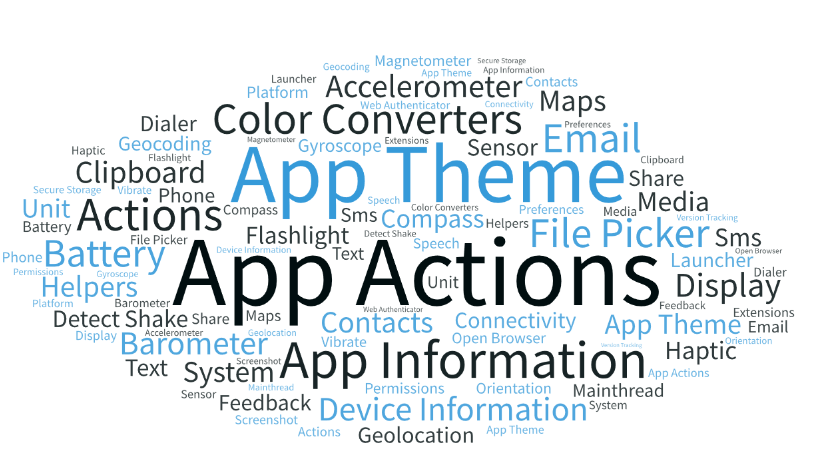 Magnetometer
Secure Storage
Geocoding
App Theme
App Information
Launcher
Accelerometer
Contacts
Platform
Web Authenticator
Connectivity
Maps
Color Converters
Dialer
Preferences
Email
Magnetometer
Extensions
Geocoding
Gyroscope
Sensor
Haptic
Flashlight
Clipboard
Clipboard
App Theme
Share
Secure Storage
Vibrate
Phone
Speech
Media
Unit
Actions
Compass
Sms
Color Converters
Preferences
Media
Compass
Helpers
Version Tracking
Battery
File Picker
Flashlight
Detect Shake
File Picker
Sms
Speech
Battery
Device Information
Text
Open Browser
Phone
Launcher
Permissions
Gyroscope
App Actions
Dialer
Unit
Display
Helpers
Platform
Barometer
Feedback
Web Authenticator
Extensions
Detect Shake
Share
Maps
Contacts
Connectivity
App Theme
Email
Display
Accelerometer
Geolocation
Open Browser
Orientation
Barometer
Vibrate
Version Tracking
Haptic
Screenshot
App Information
Text
System
App Actions
Mainthread
Permissions
Orientation
Mainthread
Sensor
Feedback
Device Information
System
Screenshot
Actions
Geolocation
App Theme